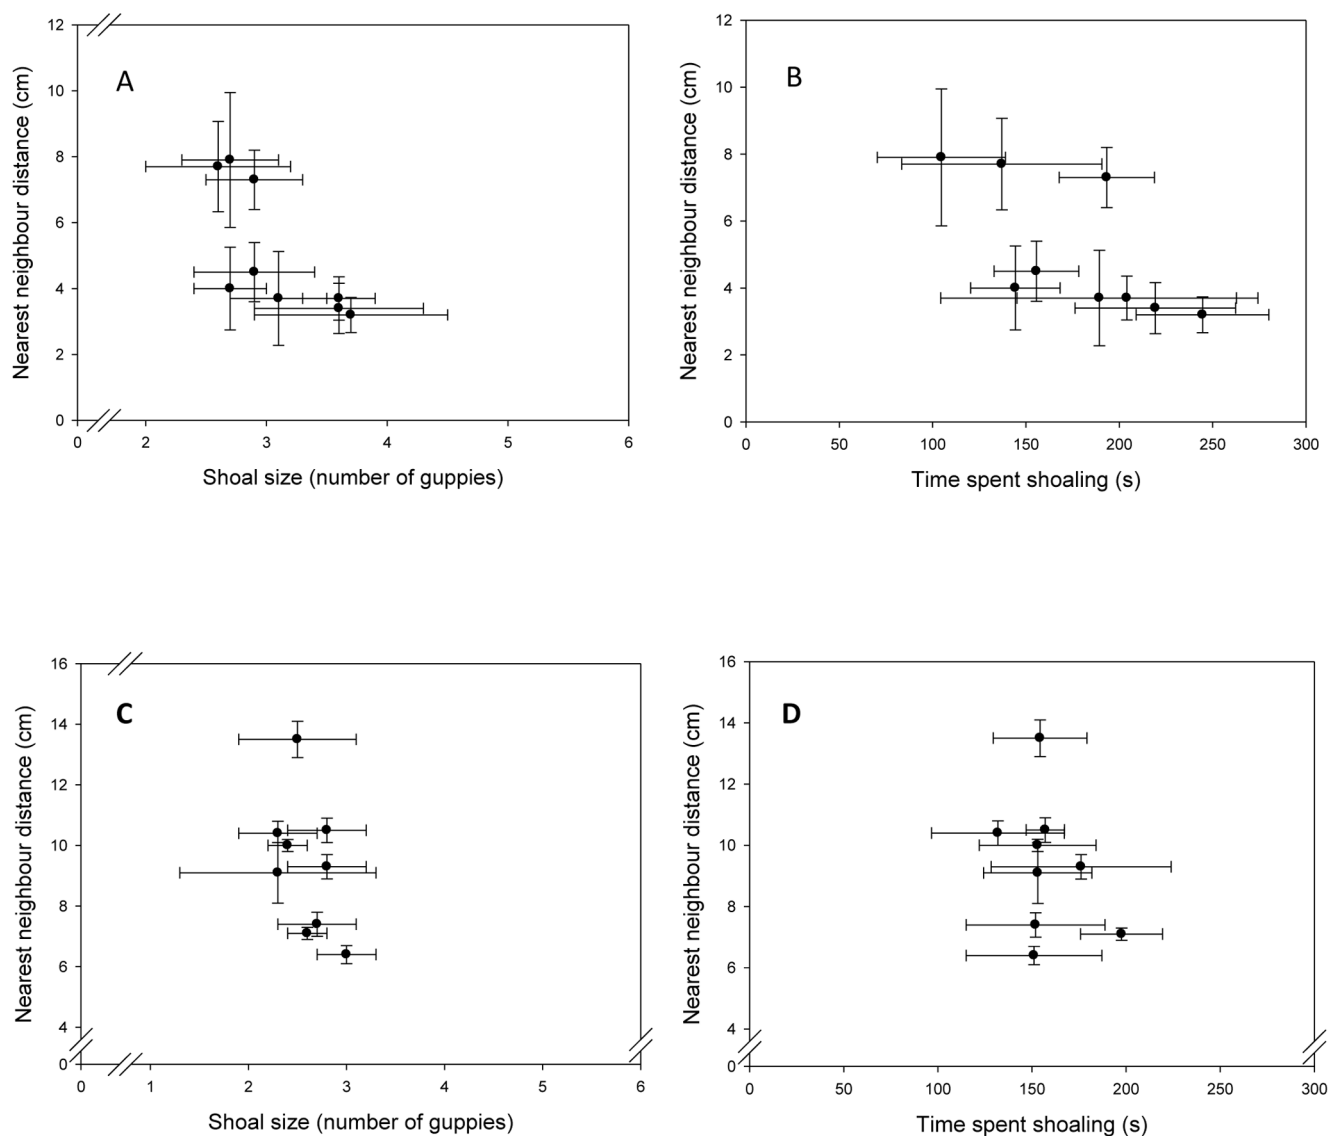 A
Nearest neighbour distance (cm)
12
10
8
6
4
2
0
0 2 3 4 5 6
Shoal size (number of guppies)
B
Nearest neighbour distance (cm)
12
10
8
6
4
2
0
0 50 100 150 200 250 300
Time spent shoaling (s)
C
Nearest neighbour distance (cm)
16
14
12
10
8
6
4
0
0 1 2 3 4 5 6
Shoal size (number of guppies)
D
Nearest neighbour distance (cm)
16
14
12
10
8
6
4
0
0 50 100 150 200 250 300
Time spent shoaling (s)